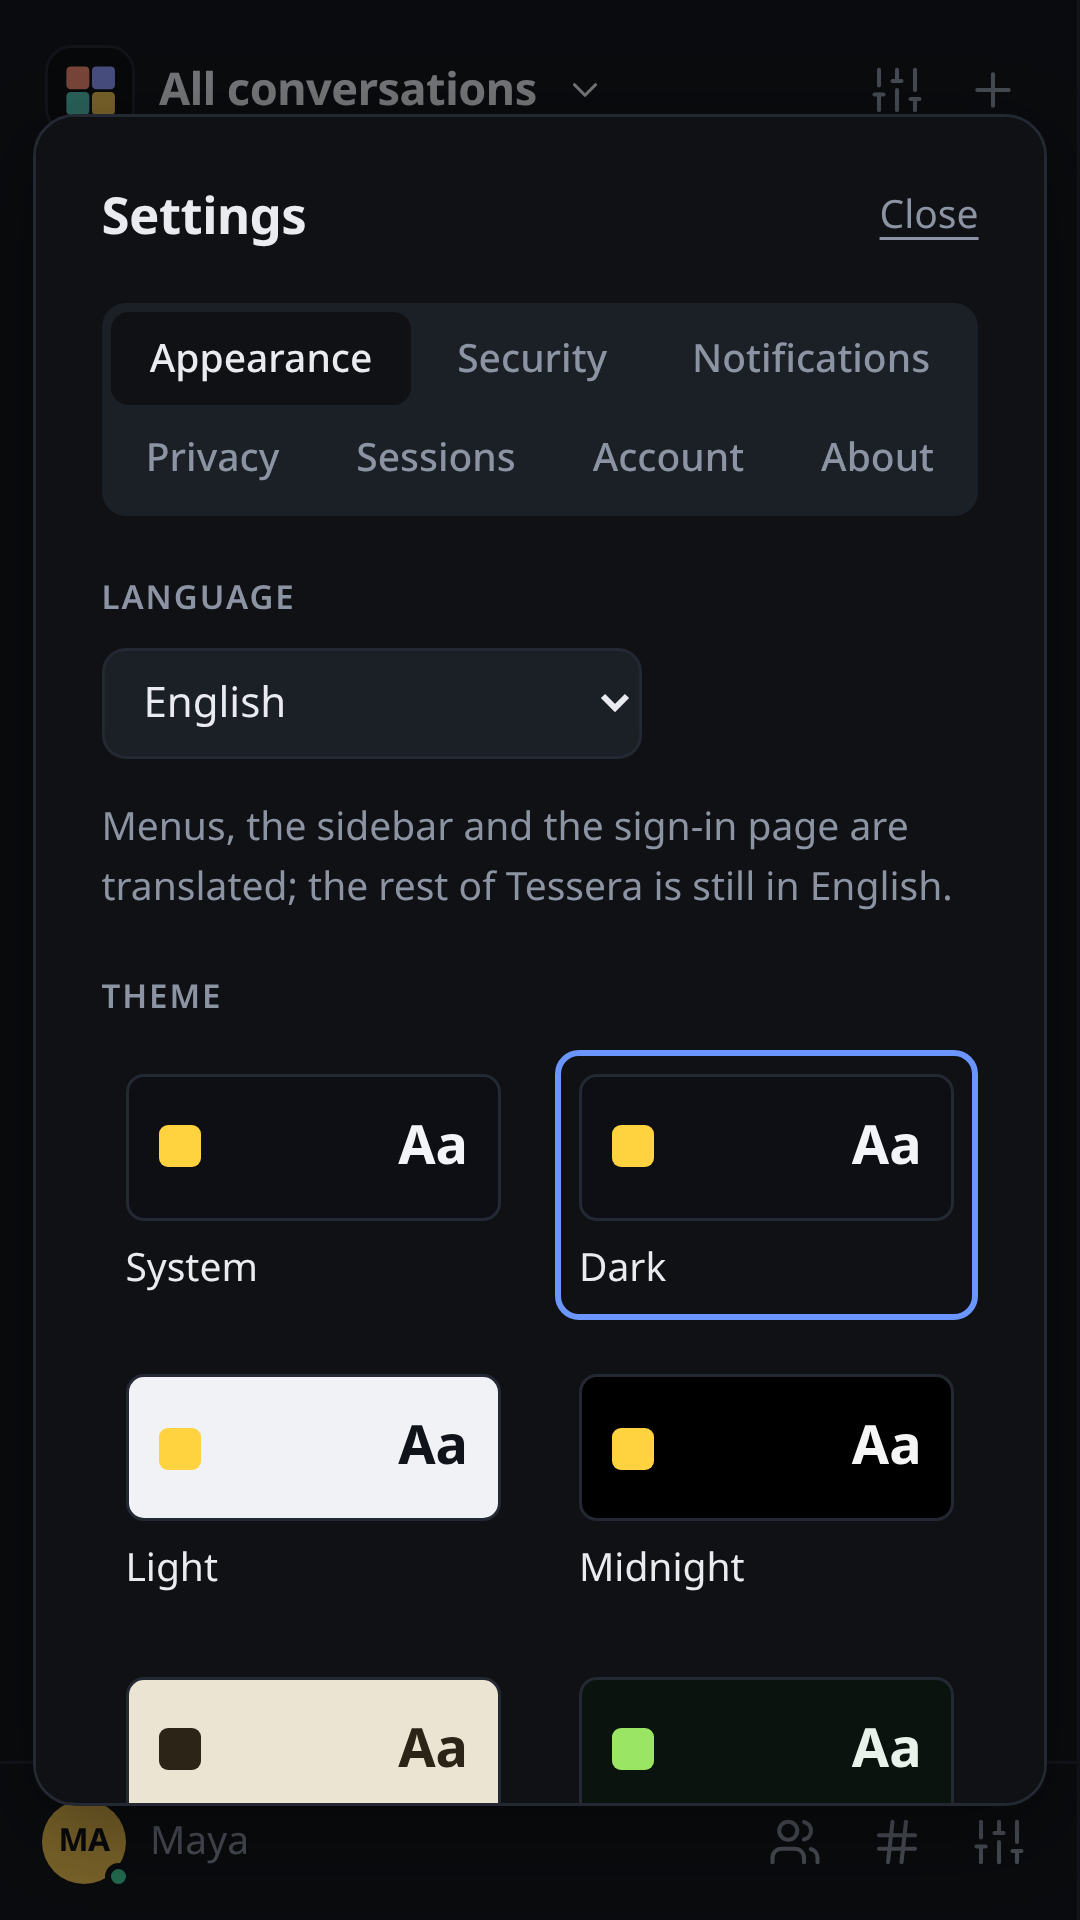 All conversations
Settings
Close
Appearance
Security
Notifications
Privacy
Sessions
Account
About
LANGUAGE
English
Menus, the sidebar and the sign-in page are
translated; the rest of Tessera is still in English.
THEME
Aa
Aa
System
Dark
Aa
Aa
Light
Midnight
Aa
Aa
MA
Maya